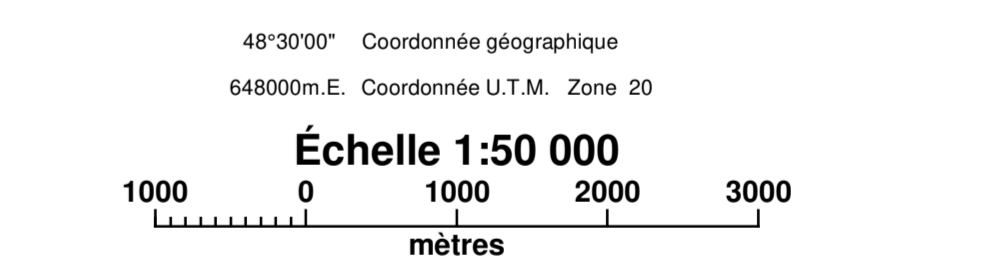 48°30'00" Coordonnée géographique
648000m.E. Coordonnée U.T.M. Zone 20
Échelle 1:50 000
1000 0 1000 2000 3000
mètres